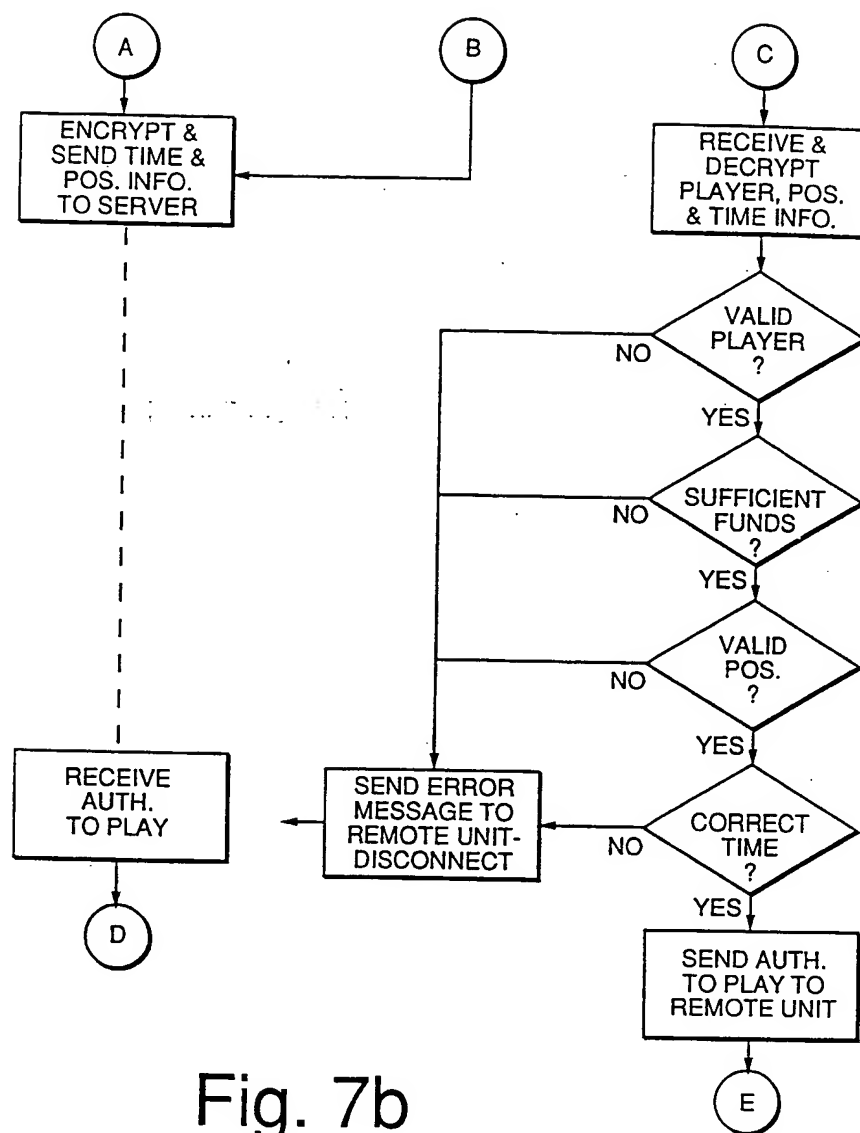 A
B
C
ENCRYPT &
SEND TIME &
POS. INFO.
TO SERVER
RECEIVE &
DECRYPT
PLAYER, POS.
& TIME INFO.
VALID
PLAYER
?
NO
YES
SUFFICIENT
FUNDS
?
NO
YES
VALID
POS.
?
NO
YES
RECEIVE
AUTH.
TO PLAY
SEND ERROR
MESSAGE TO
REMOTE UNIT-
DISCONNECT
CORRECT
TIME
?
NO
YES
D
SEND AUTH.
TO PLAY TO
REMOTE UNIT
E
Fig. 7b